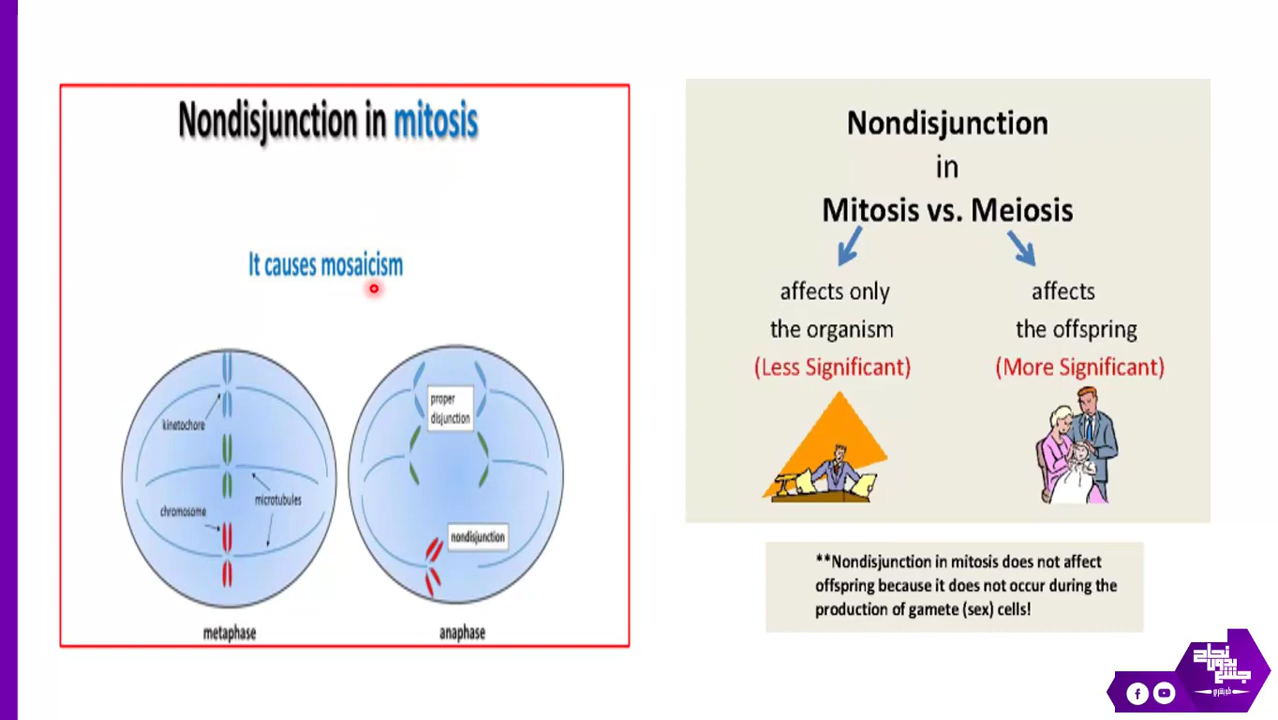 Nondisjunction in mitosis
It causes mosaicism
kinetochore
chromosome
microtubules
metaphase
proper
disjunction
nondisjunction
anaphase
Nondisjunction
in
Mitosis vs. Meiosis
affects only
the organism
(Less Significant)
affects
the offspring
(More Significant)
**Nondisjunction in mitosis does not affect
offspring because it does not occur during the
production of gamete (sex) cells!